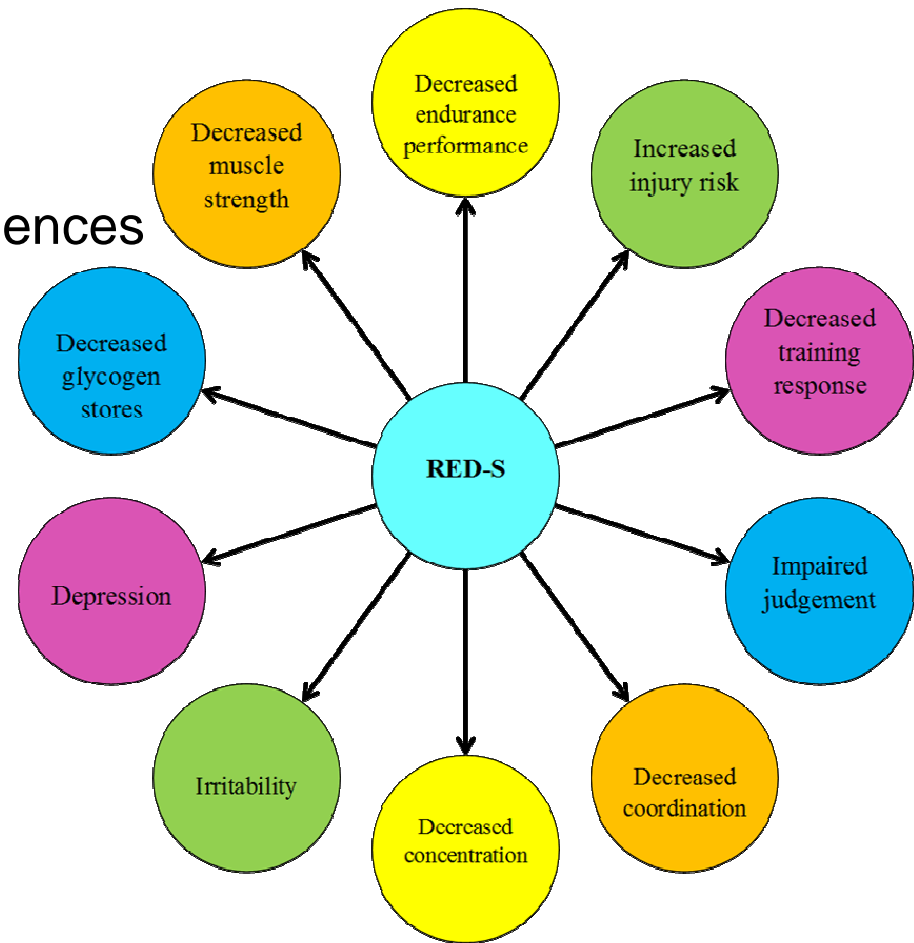 Decreased
endurance
performance
Increased
injury risk
Decreased
training
response
Impaired
judgement
Decreased
coordination
Decreased
concentration
Irritability
Depression
Decreased
glycogen
stores
Decreased
muscle
strength
ences
RED-S